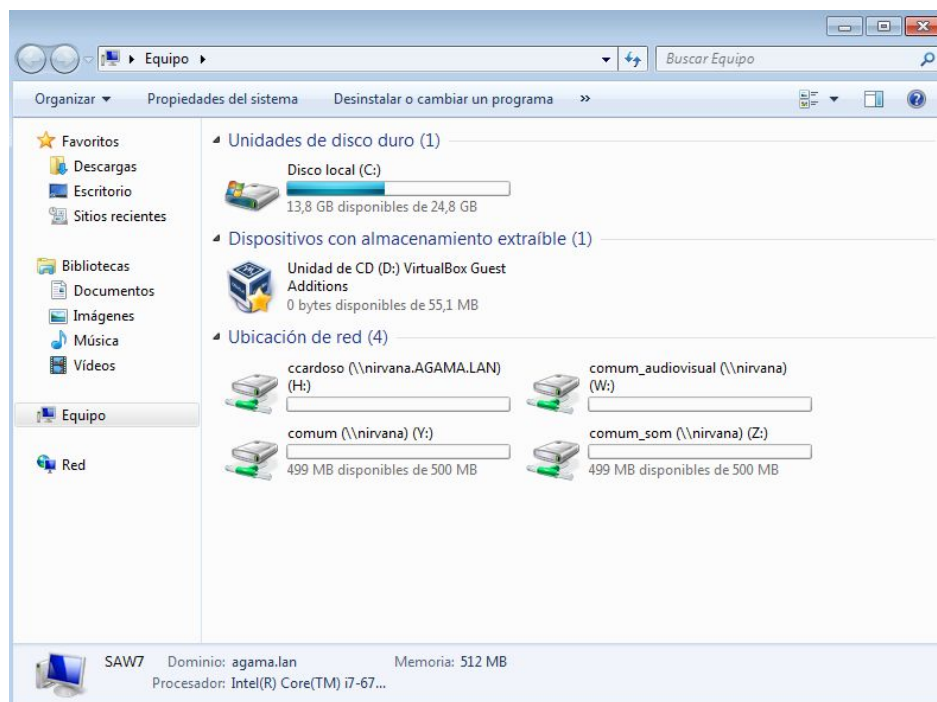 Equipo
Buscar Equipo
Organizar
Propiedades del sistema
Desinstalar o cambiar un programa
»
Favoritos
Descargas
Escritorio
Sitios recientes
Bibliotecas
Documentos
Imágenes
Música
Vídeos
Equipo
Red
Unidades de disco duro (1)
Disco local (C:)
13,8 GB disponibles de 24,8 GB
Dispositivos con almacenamiento extraíble (1)
Unidad de CD (D:) VirtualBox Guest
Additions
0 bytes disponibles de 55,1 MB
Ubicación de red (4)
ccardoso (\\nirvana.AGAMA.LAN)
(H:)
comum_audiovisual (\\nirvana)
(W:)
comum (\\nirvana) (Y:)
499 MB disponibles de 500 MB
comum_som (\\nirvana) (Z:)
499 MB disponibles de 500 MB
SAW7 Dominio: agama.lan Memoria: 512 MB
Procesador: Intel(R) Core(TM) i7-67...